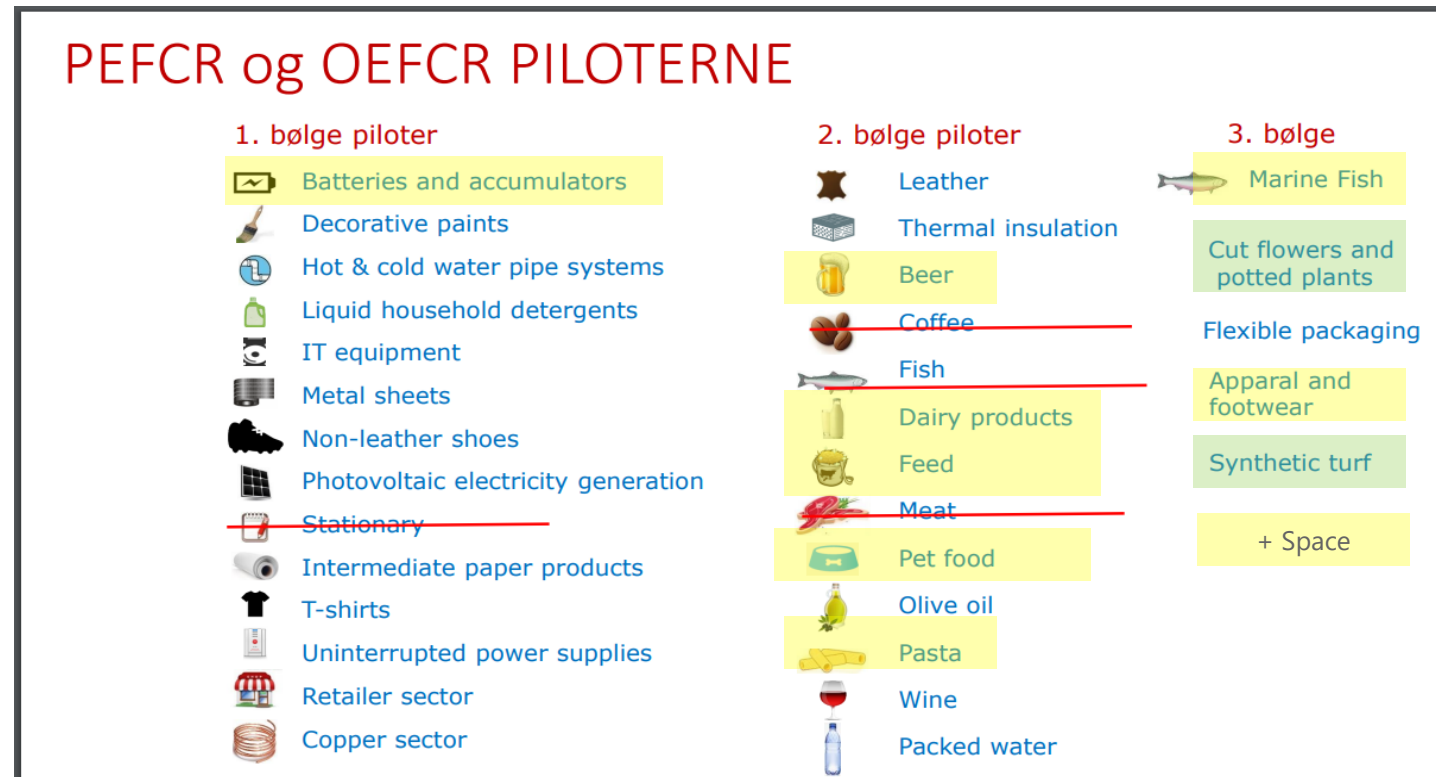 PEFCR og OEFCR PILOTERNE
1. bølge piloter
Batteries and accumulators
Decorative paints
Hot & cold water pipe systems
Liquid household detergents
IT equipment
Metal sheets
Non-leather shoes
Photovoltaic electricity generation
Stationary
Intermediate paper products
T-shirts
Uninterrupted power supplies
Retailer sector
Copper sector
2. bølge piloter
Leather
Thermal insulation
Beer
Coffee
Fish
Dairy products
Feed
Meat
Pet food
Olive oil
Pasta
Wine
Packed water
3. bølge
Marine Fish
Cut flowers and
potted plants
Flexible packaging
Apparal and
footwear
Synthetic turf
+ Space